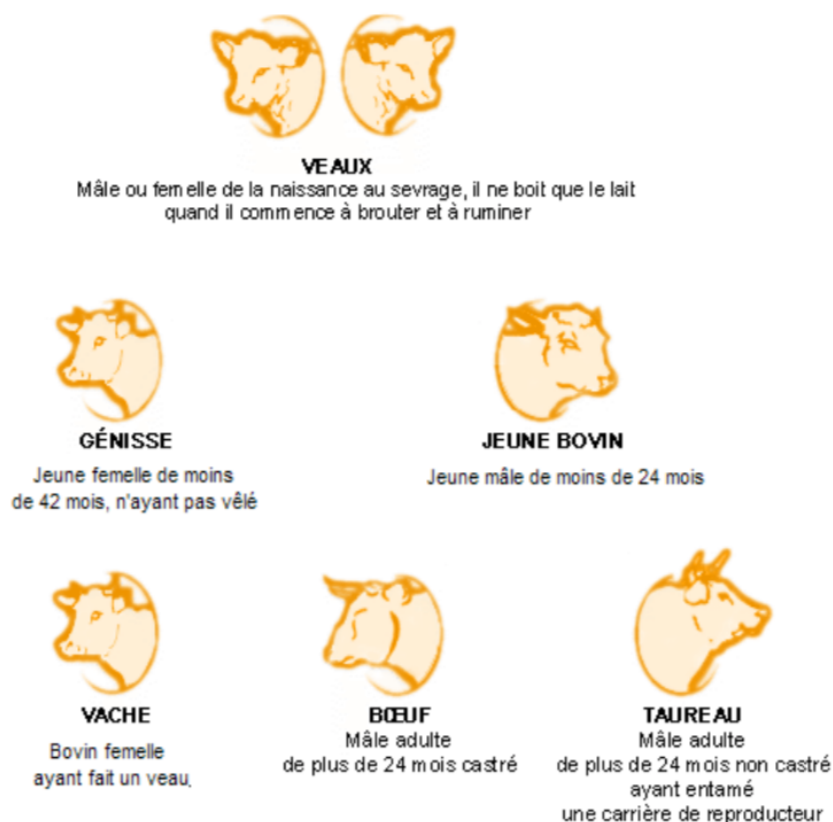 VEAUX
Mâle ou femelle de la naissance au sevrage, il ne boit que le lait
quand il commence à brouter et à ruminer
GÉNISSE
Jeune femelle de moins
de 42 mois, n'ayant pas vêlé
JEUNE BOVIN
Jeune mâle de moins de 24 mois
VACHE
Bovin femelle
ayant fait un veau.
BŒUF
Mâle adulte
de plus de 24 mois castré
TAUREAU
Mâle adulte
de plus de 24 mois non castré
ayant entamé
une carrière de reproducteur